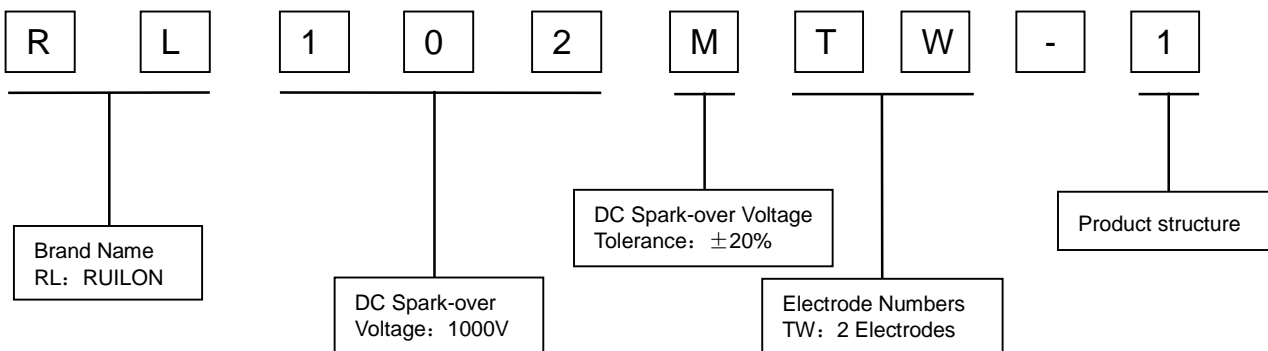 R L 1 0 2 M T W - 1
Brand Name
RL：RUILON
DC Spark-over
Voltage：1000V
DC Spark-over Voltage
Tolerance：±20%
Electrode Numbers
TW：2 Electrodes
Product structure